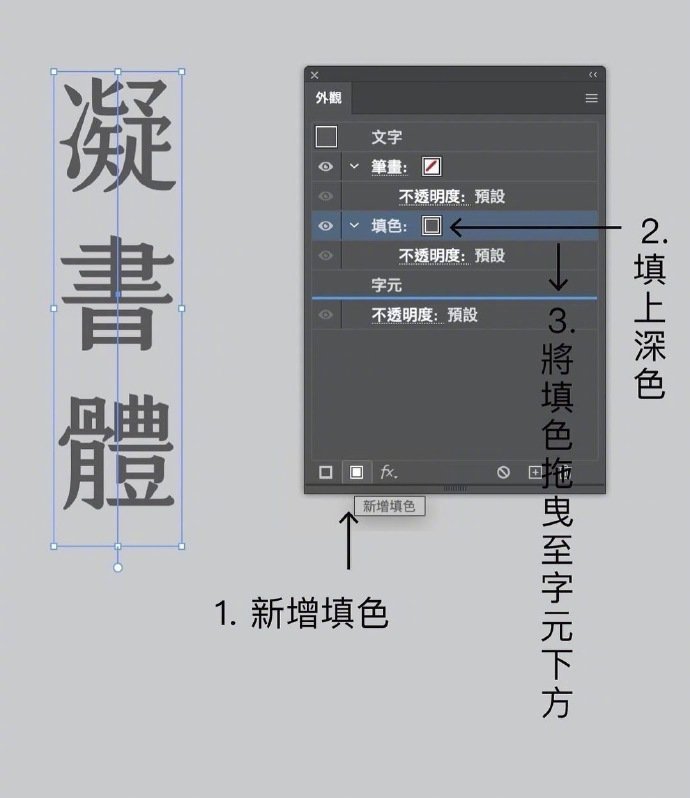 凝書體
外觀
文字
筆畫:
不透明度: 預設
填色:
不透明度: 預設
字元
不透明度: 預設
fx
新增填色
1. 新增填色
2. 填上深色
3. 將填色拖曳至字元下方